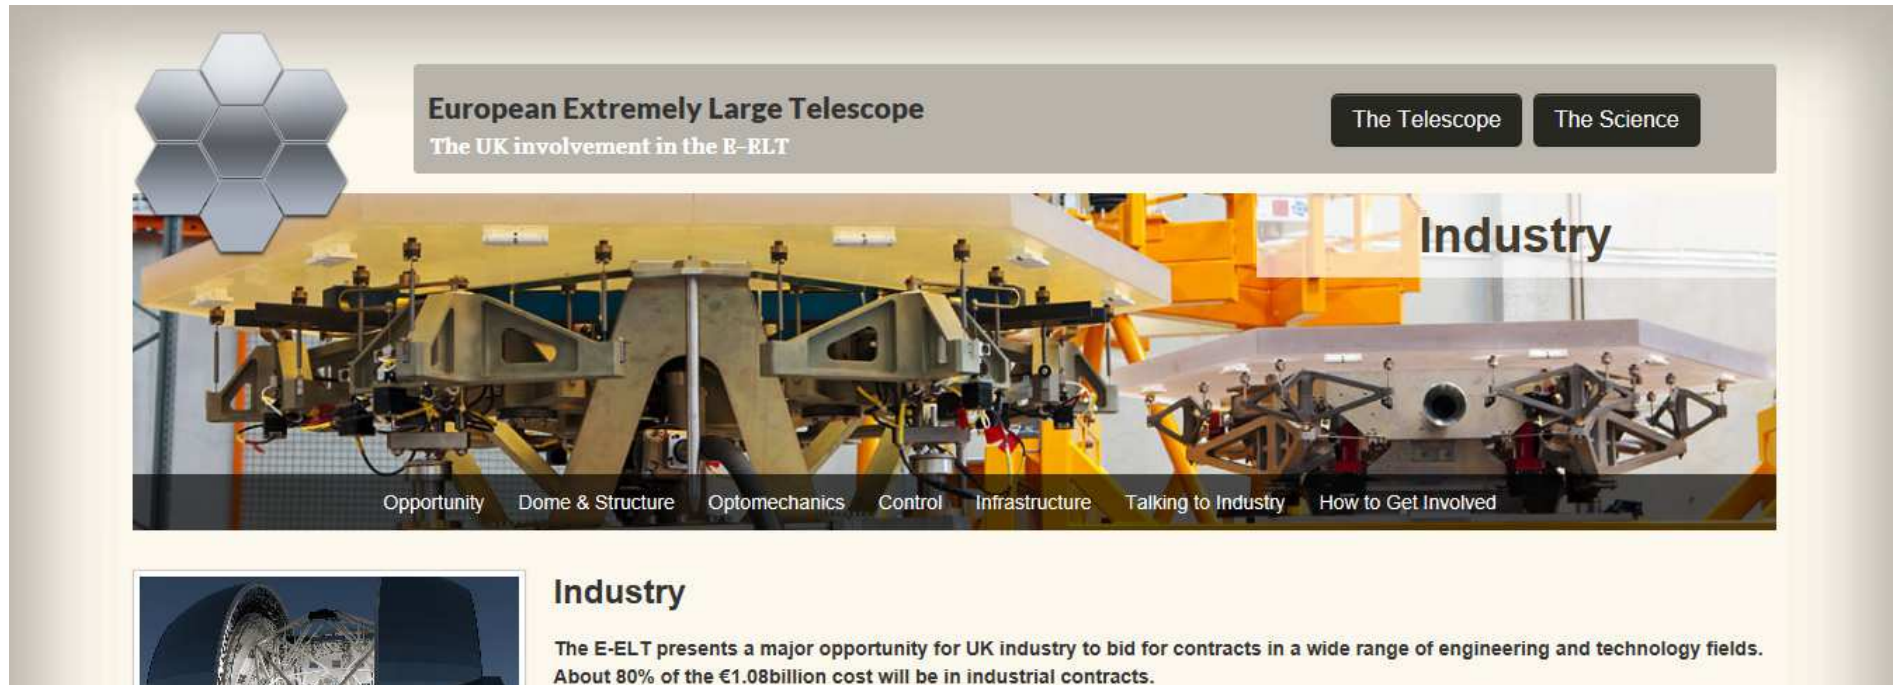 European Extremely Large Telescope
The UK involvement in the E-ELT
The Telescope
The Science
Industry
Opportunity Dome & Structure Optomechanics Control Infrastructure Talking to Industry How to Get Involved
Industry
The E-ELT presents a major opportunity for UK industry to bid for contracts in a wide range of engineering and technology fields.
About 80% of the €1.08billion cost will be in industrial contracts.